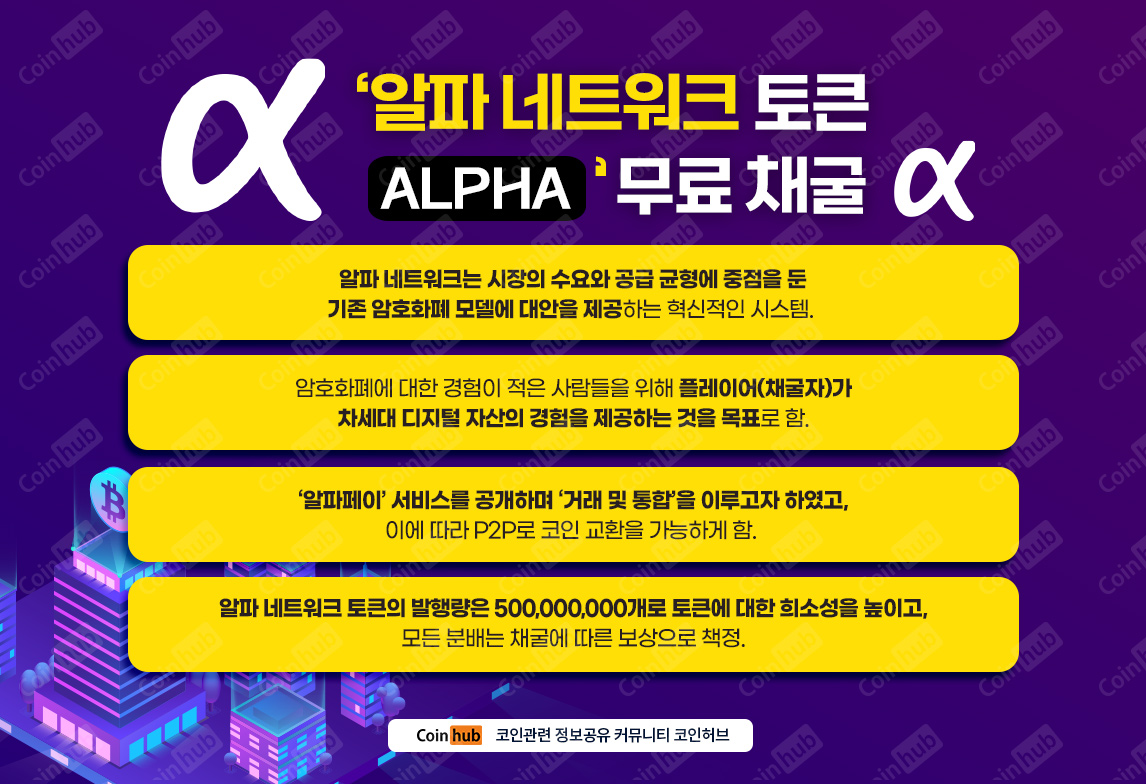 α
‘알파 네트워크 토큰
ALPHA ‘ 무료 채굴
α
알파 네트워크는 시장의 수요와 공급 균형에 중점을 둔
기존 암호화폐 모델에 대안을 제공하는 혁신적인 시스템.
암호화폐에 대한 경험이 적은 사람들을 위해 플레이어(채굴자)가
차세대 디지털 자산의 경험을 제공하는 것을 목표로 함.
‘알파페이’ 서비스를 공개하며 ‘거래 및 통합’을 이루고자 하였고,
이에 따라 P2P로 코인 교환을 가능하게 함.
알파 네트워크 토큰의 발행량은 500,000,000개로 토큰에 대한 희소성을 높이고,
모든 분배는 채굴에 따른 보상으로 책정.
Coin hub 코인관련 정보공유 커뮤니티 코인허브